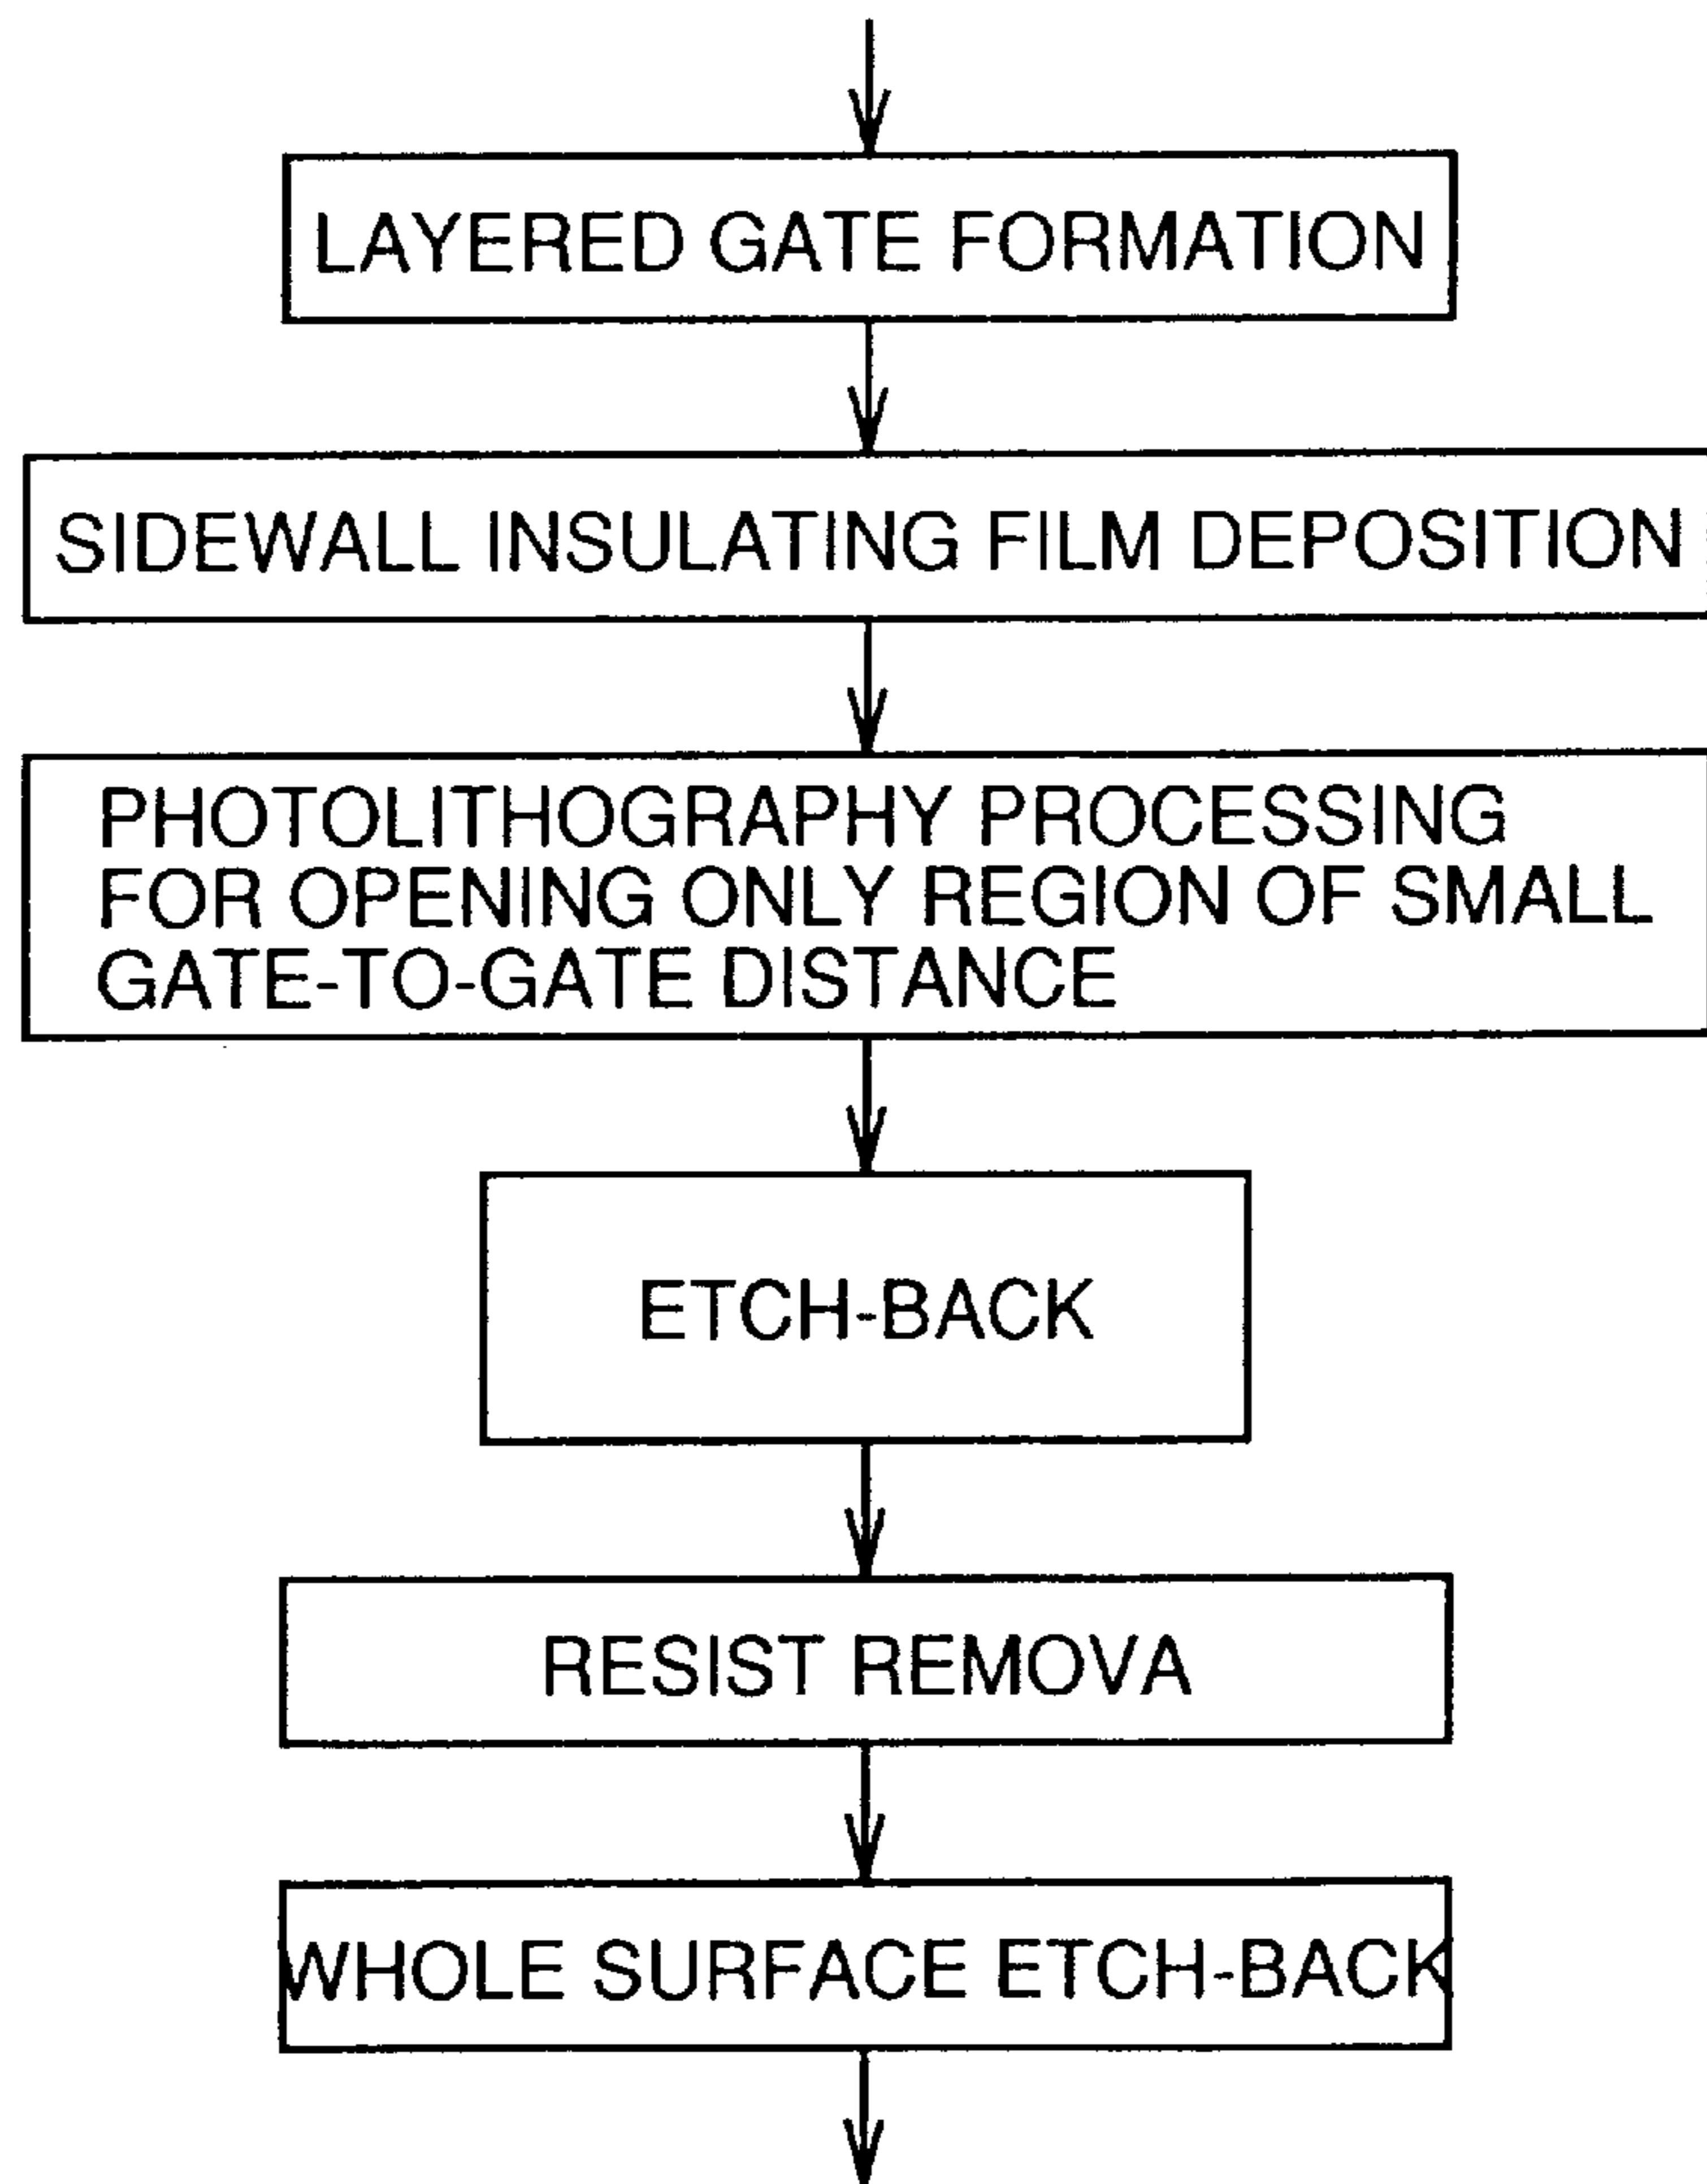 LAYERED GATE FORMATION
SIDEWALL INSULATING FILM DEPOSITION
PHOTOLITHOGRAPHY PROCESSING
FOR OPENING ONLY REGION OF SMALL
GATE-TO-GATE DISTANCE
ETCH-BACK
RESIST REMOVA
WHOLE SURFACE ETCH-BACK